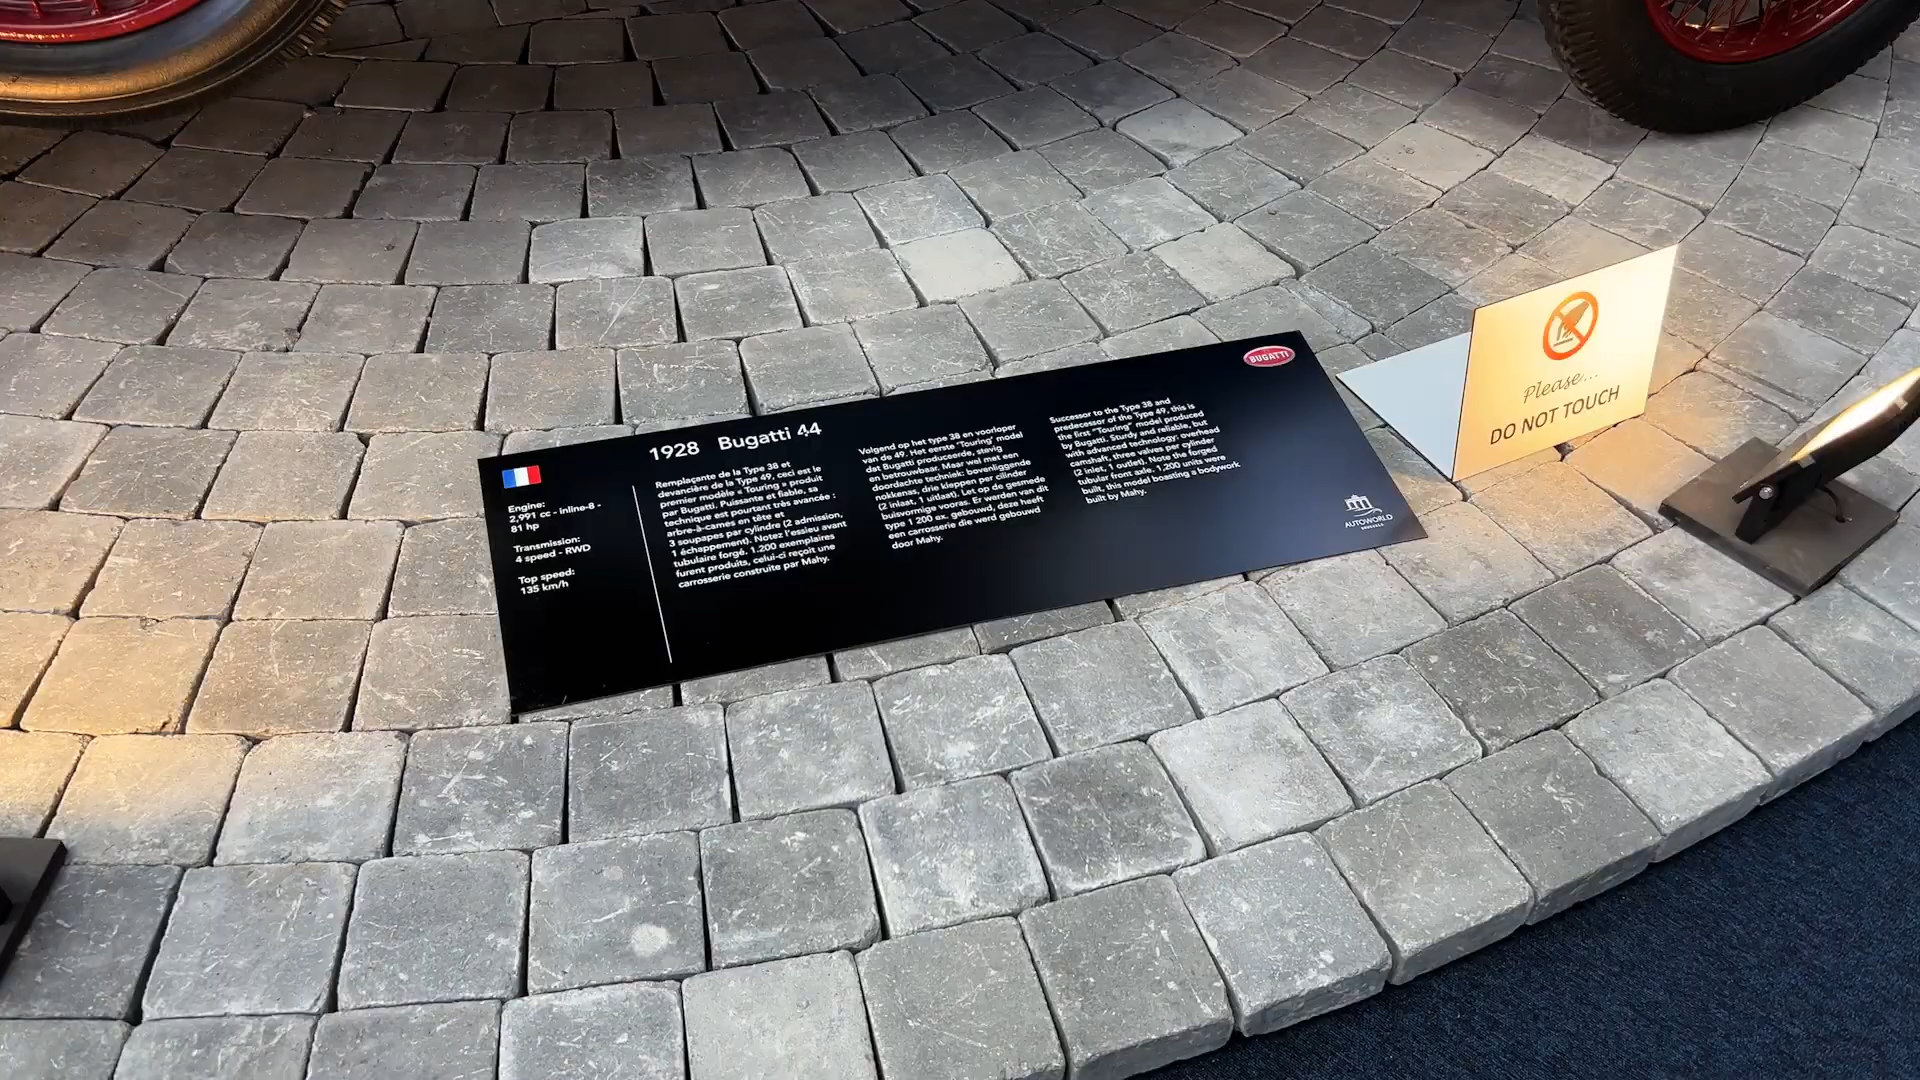 1928 Bugatti 44
Engine:
2,991 cc - inline-8 -
81 hp
Transmission:
4 speed - RWD
Top speed:
135 km/h
Remplaçante de la Type 38 et
devancière de la Type 49, ceci est le
premier modèle « Touring » produit
par Bugatti. Puissante et fiable, sa
technique est pourtant très avancée :
arbre-à-cames en tête et
3 soupapes par cylindre (2 admission,
1 échappement). Notez l'essieu avant
tubulaire forgé. 1.200 exemplaires
furent produits, celui-ci reçoit une
carrosserie construite par Mahy.
Volgend op het type 38 en voorloper
van de 49. Het eerste 'Touring' model
dat Bugatti produceerde, stevig
en betrouwbaar. Maar wel met een
doordachte techniek: bovenliggende
nokkenas, drie kleppen per cilinder
(2 inlaat, 1 uitlaat). Let op de gesmede
buisvormige vooras. Er werden van dit
type 1 200 ex. gebouwd, deze heeft
een carrosserie die werd gebouwd
door Mahy.
Successor to the Type 38 and
predecessor of the Type 49, this is
the first "Touring" model produced
by Bugatti. Sturdy and reliable, but
with advanced technology: overhead
camshaft, three valves per cylinder
(2 inlet, 1 outlet). Note the forged
tubular front axle. 1,200 units were
built, this model boasting a bodywork
built by Mahy.
BUGATTI
AUTOWORLD
BRUSSELS
Please...
DO NOT TOUCH